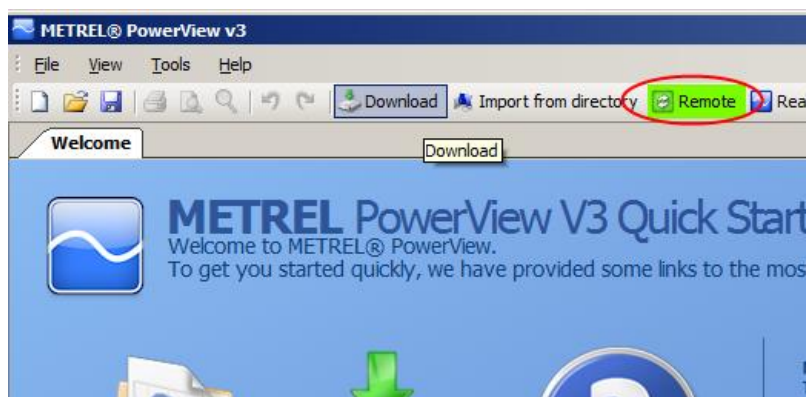 METREL® PowerView v3
File View Tools Help
Download Import from directory Remote Rea
Welcome
Download
METREL PowerView V3 Quick Start
Welcome to METREL® PowerView.
To get you started quickly, we have provided some links to the mos